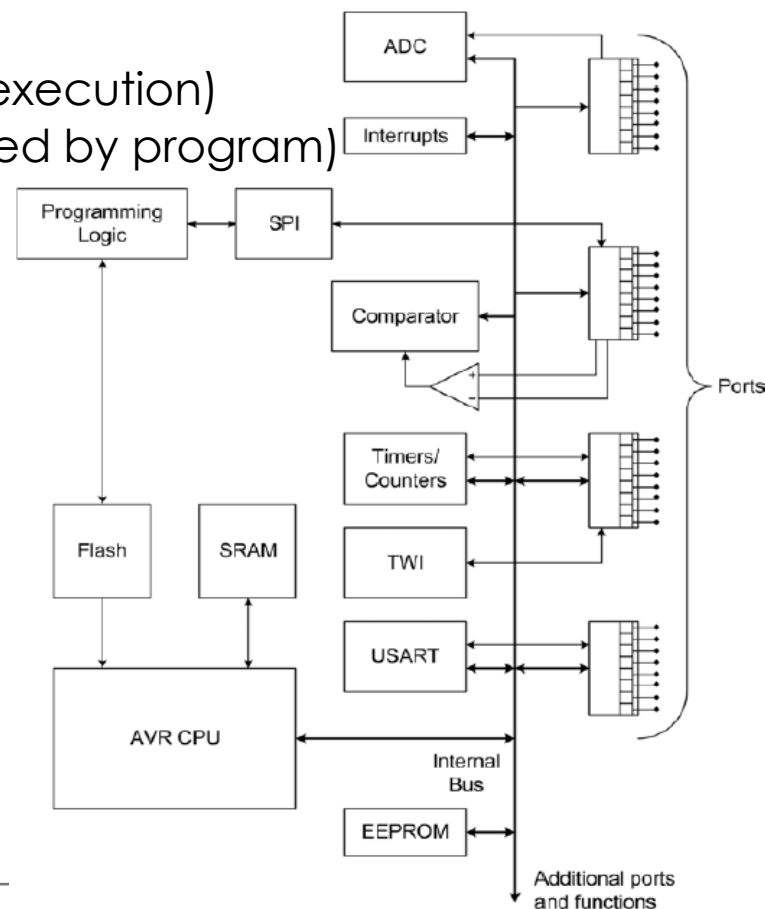 execution)
ed by program)
ADC
Interrupts
Programming
Logic
SPI
Comparator
+
−
Ports
Timers/
Counters
Flash
SRAM
TWI
USART
AVR CPU
Internal
Bus
EEPROM
Additional ports
and functions